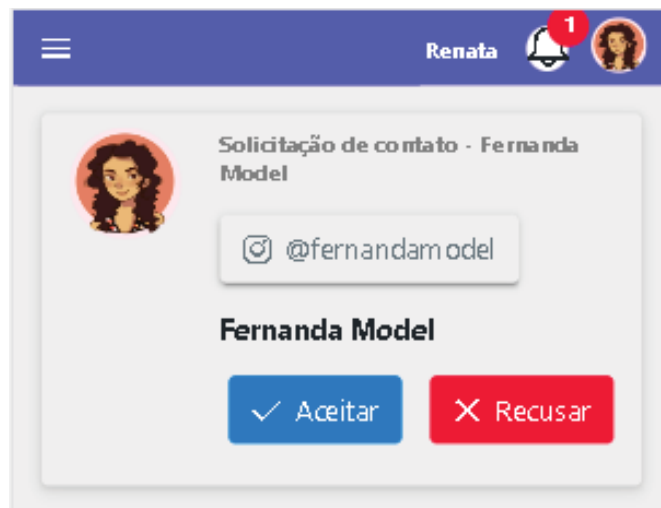 Renata
1
Solicitação de contato - Fernanda
Model
@fernandamodel
Fernanda Model
Aceitar
Recusar